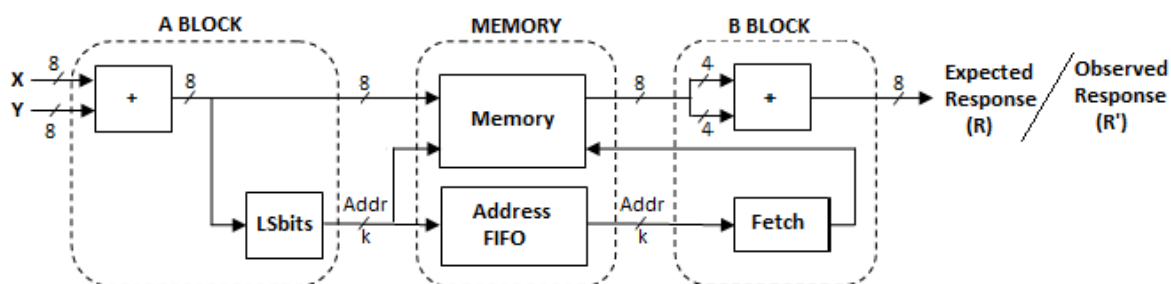 A BLOCK
MEMORY
B BLOCK
X
8
+
8
8
Memory
8
4
4
+
8
Expected
Response
(R)
/
Observed
Response
(R')
Y
8
LSbits
Addr
k
Address
FIFO
Addr
k
Fetch